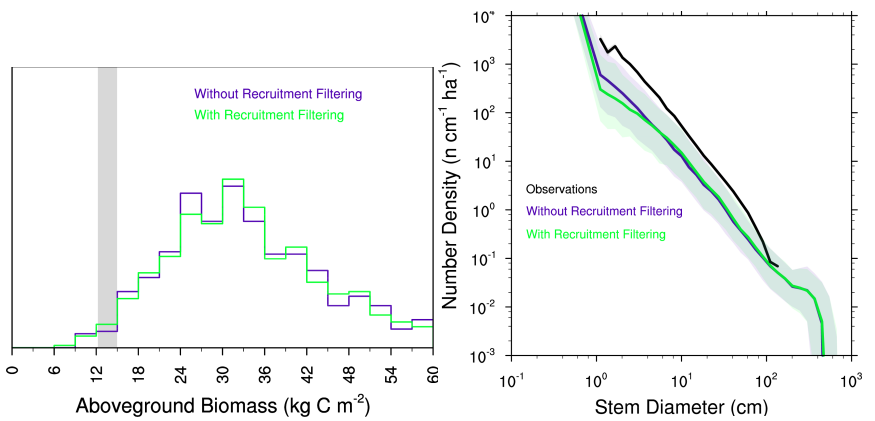 Without Recruitment Filtering
With Recruitment Filtering
0 6 12 18 24 30 36 42 48 54 60
Aboveground Biomass (kg C m⁻²)
Number Density (n cm⁻¹ ha⁻¹)
10⁴
10³
10²
10¹
10⁰
10⁻¹
10⁻²
10⁻³
Observations
Without Recruitment Filtering
With Recruitment Filtering
10⁻¹ 10⁰ 10¹ 10² 10³
Stem Diameter (cm)